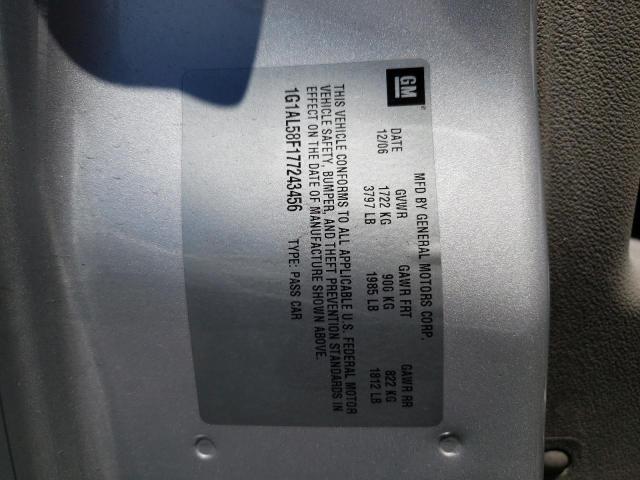 GM
MFD BY GENERAL MOTORS CORP.
DATE GVWR GAWR FRT GAWR RR
12/06 1722 KG 900 KG 822 KG
3797 LB 1985 LB 1812 LB
THIS VEHICLE CONFORMS TO ALL APPLICABLE U.S. FEDERAL MOTOR
VEHICLE SAFETY, BUMPER, AND THEFT PREVENTION STANDARDS IN
EFFECT ON THE DATE OF MANUFACTURE SHOWN ABOVE.
1G1AL58F177243456 TYPE: PASS CAR